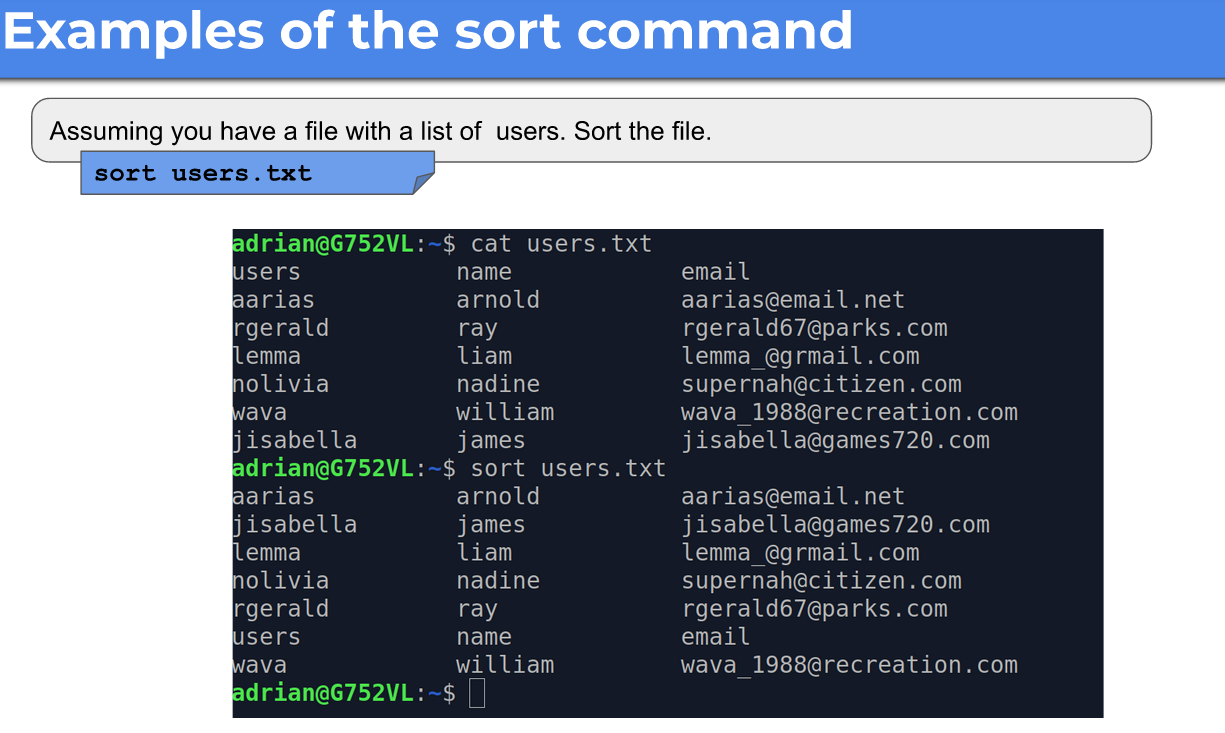 Examples of the sort command
Assuming you have a file with a list of  users. Sort the file.
sort users.txt
adrian@G752VL:~$ cat users.txt
users           name            email
aarias          arnold          aarias@email.net
rgerald         ray             rgerald67@parks.com
lemma           liam            lemma_@grmail.com
nolivia         nadine          supernah@citizen.com
wava            william         wava_1988@recreation.com
jisabella       james           jisabella@games720.com
adrian@G752VL:~$ sort users.txt
aarias          arnold          aarias@email.net
jisabella       james           jisabella@games720.com
lemma           liam            lemma_@grmail.com
nolivia         nadine          supernah@citizen.com
rgerald         ray             rgerald67@parks.com
users           name            email
wava            william         wava_1988@recreation.com
adrian@G752VL:~$